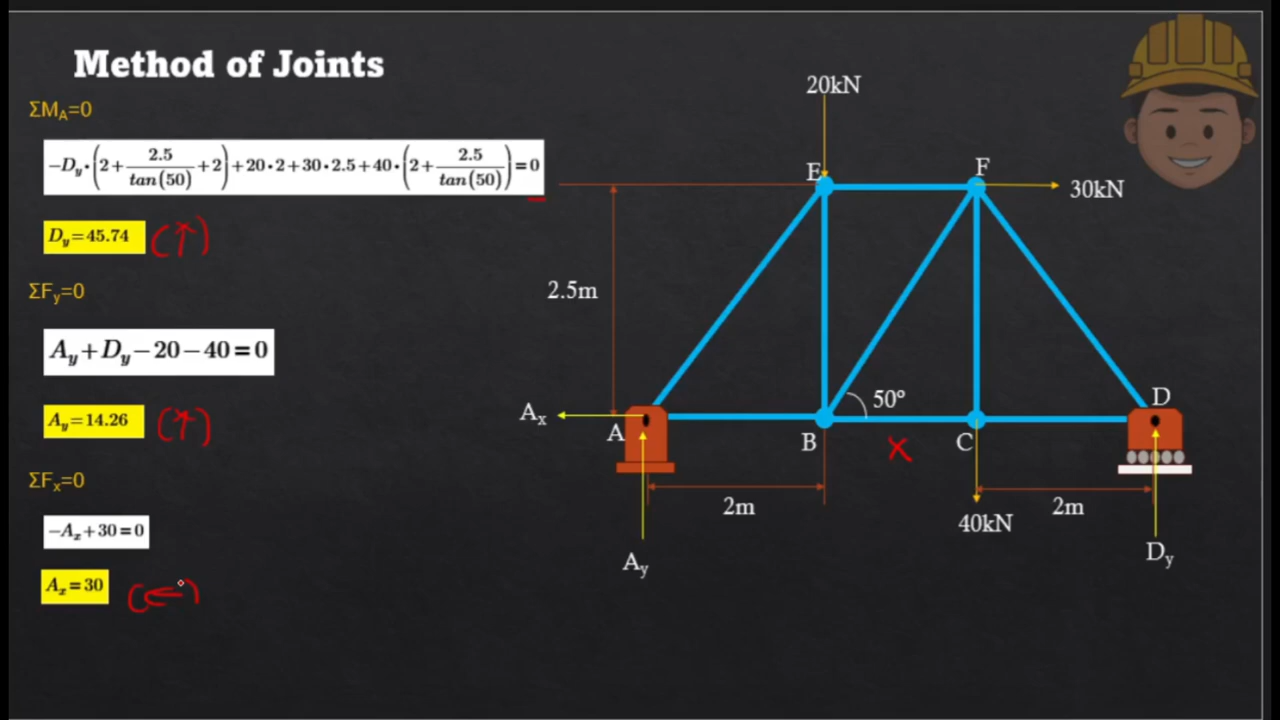 Method of Joints
ΣM_A=0
−D_y·(2+2.5/tan(50)+2)+20·2+30·2.5+40·(2+2.5/tan(50))=0
D_y=45.74 (↑)
ΣF_y=0
A_y+D_y−20−40=0
A_y=14.26 (↑)
ΣF_x=0
−A_x+30=0
A_x=30 (←)
20kN
E
F
30kN
2.5m
50º
A_x
A
B
x
C
D
2m
40kN
2m
A_y
D_y